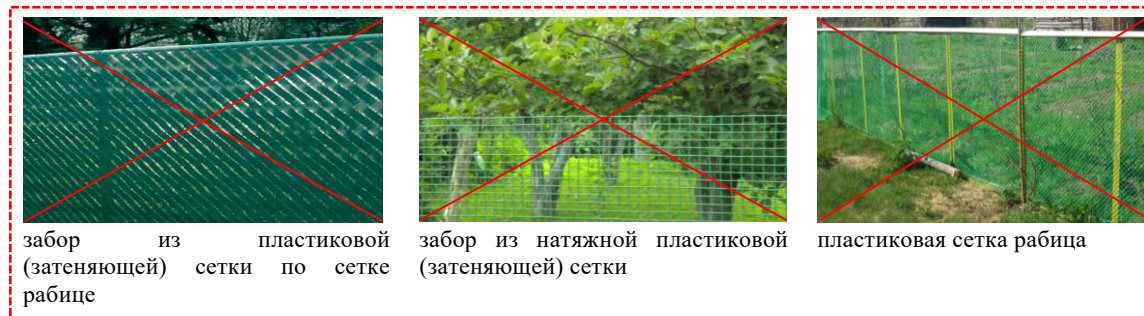 забор из пластиковой
(затеняющей) сетки по сетке
рабице
забор из натяжной пластиковой
(затеняющей) сетки
пластиковая сетка рабица